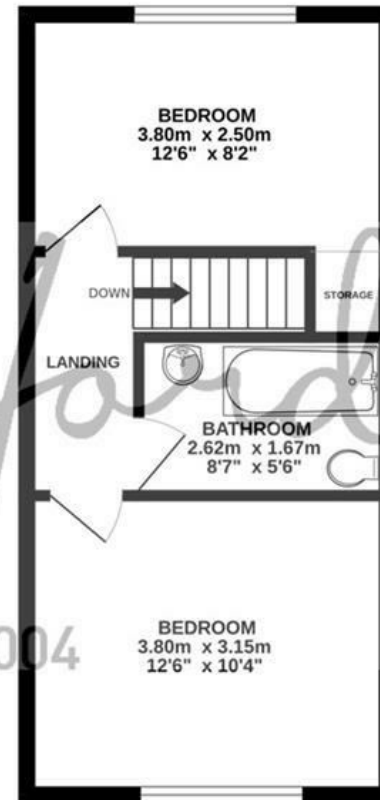 BEDROOM
3.80m x 2.50m
12'6" x 8'2"
DOWN
STORAGE
LANDING
BATHROOM
2.62m x 1.67m
8'7" x 5'6"
BEDROOM
3.80m x 3.15m
12'6" x 10'4"
004